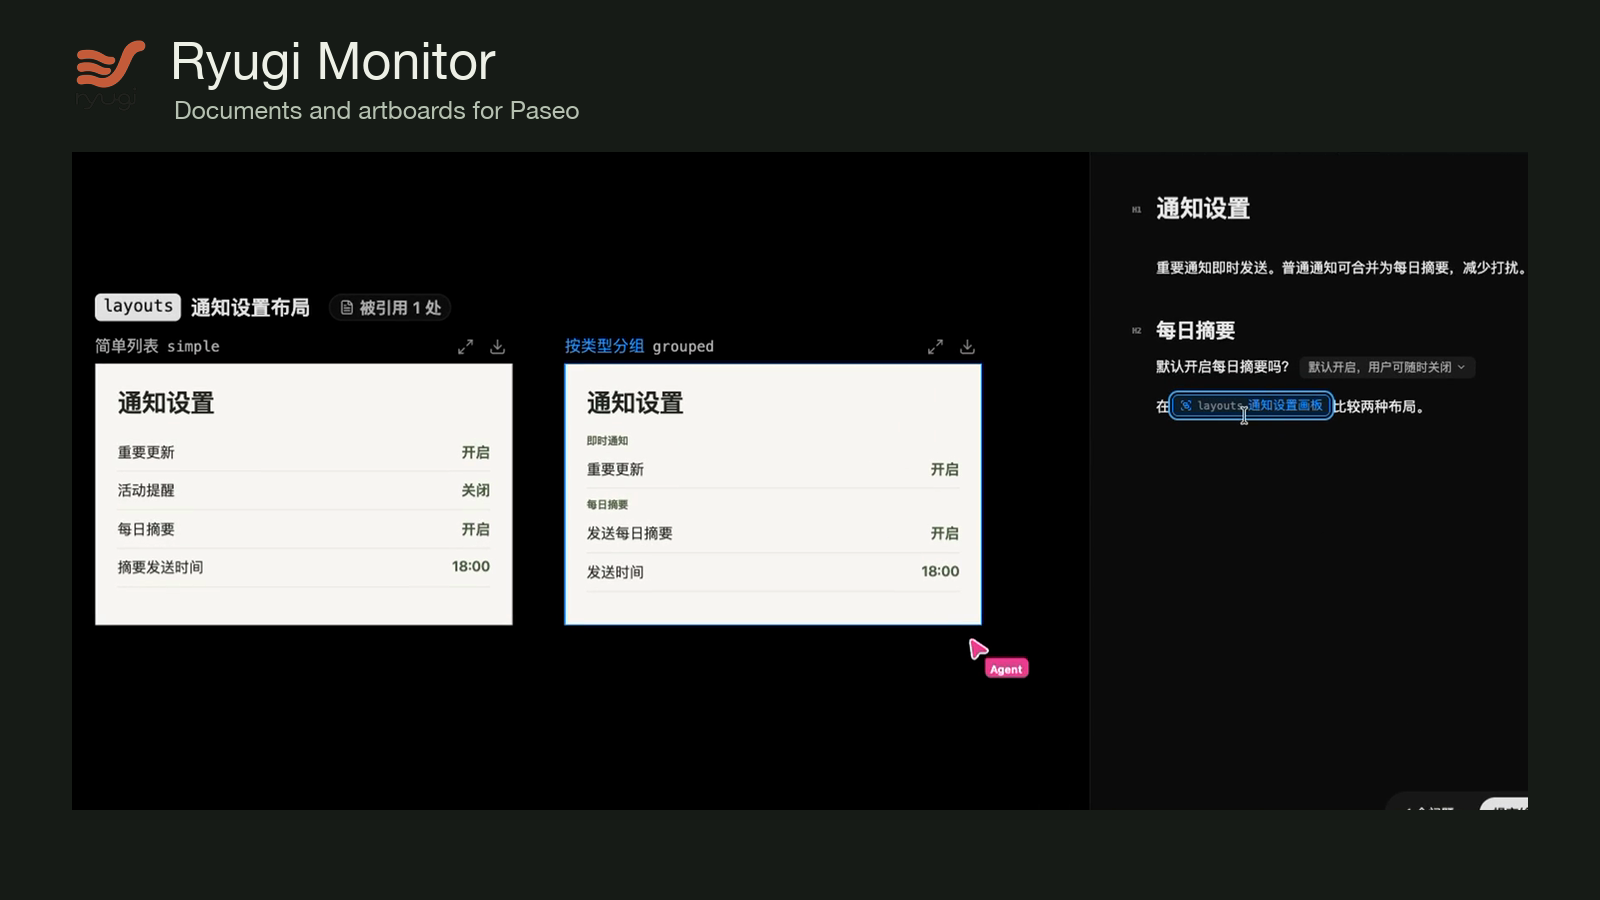 Ryugi Monitor
ryugi
Documents and artboards for Paseo
layouts 通知设置布局 被引用 1 处
简单列表 simple
通知设置
重要更新 开启
活动提醒 关闭
每日摘要 开启
摘要发送时间 18:00
按类型分组 grouped
通知设置
即时通知
重要更新 开启
每日摘要
发送每日摘要 开启
发送时间 18:00
Agent
H1 通知设置
重要通知即时发送。普通通知可合并为每日摘要，减少打扰。
H2 每日摘要
默认开启每日摘要吗？ 默认开启，用户可随时关闭
在 layouts 通知设置画板 比较两种布局。